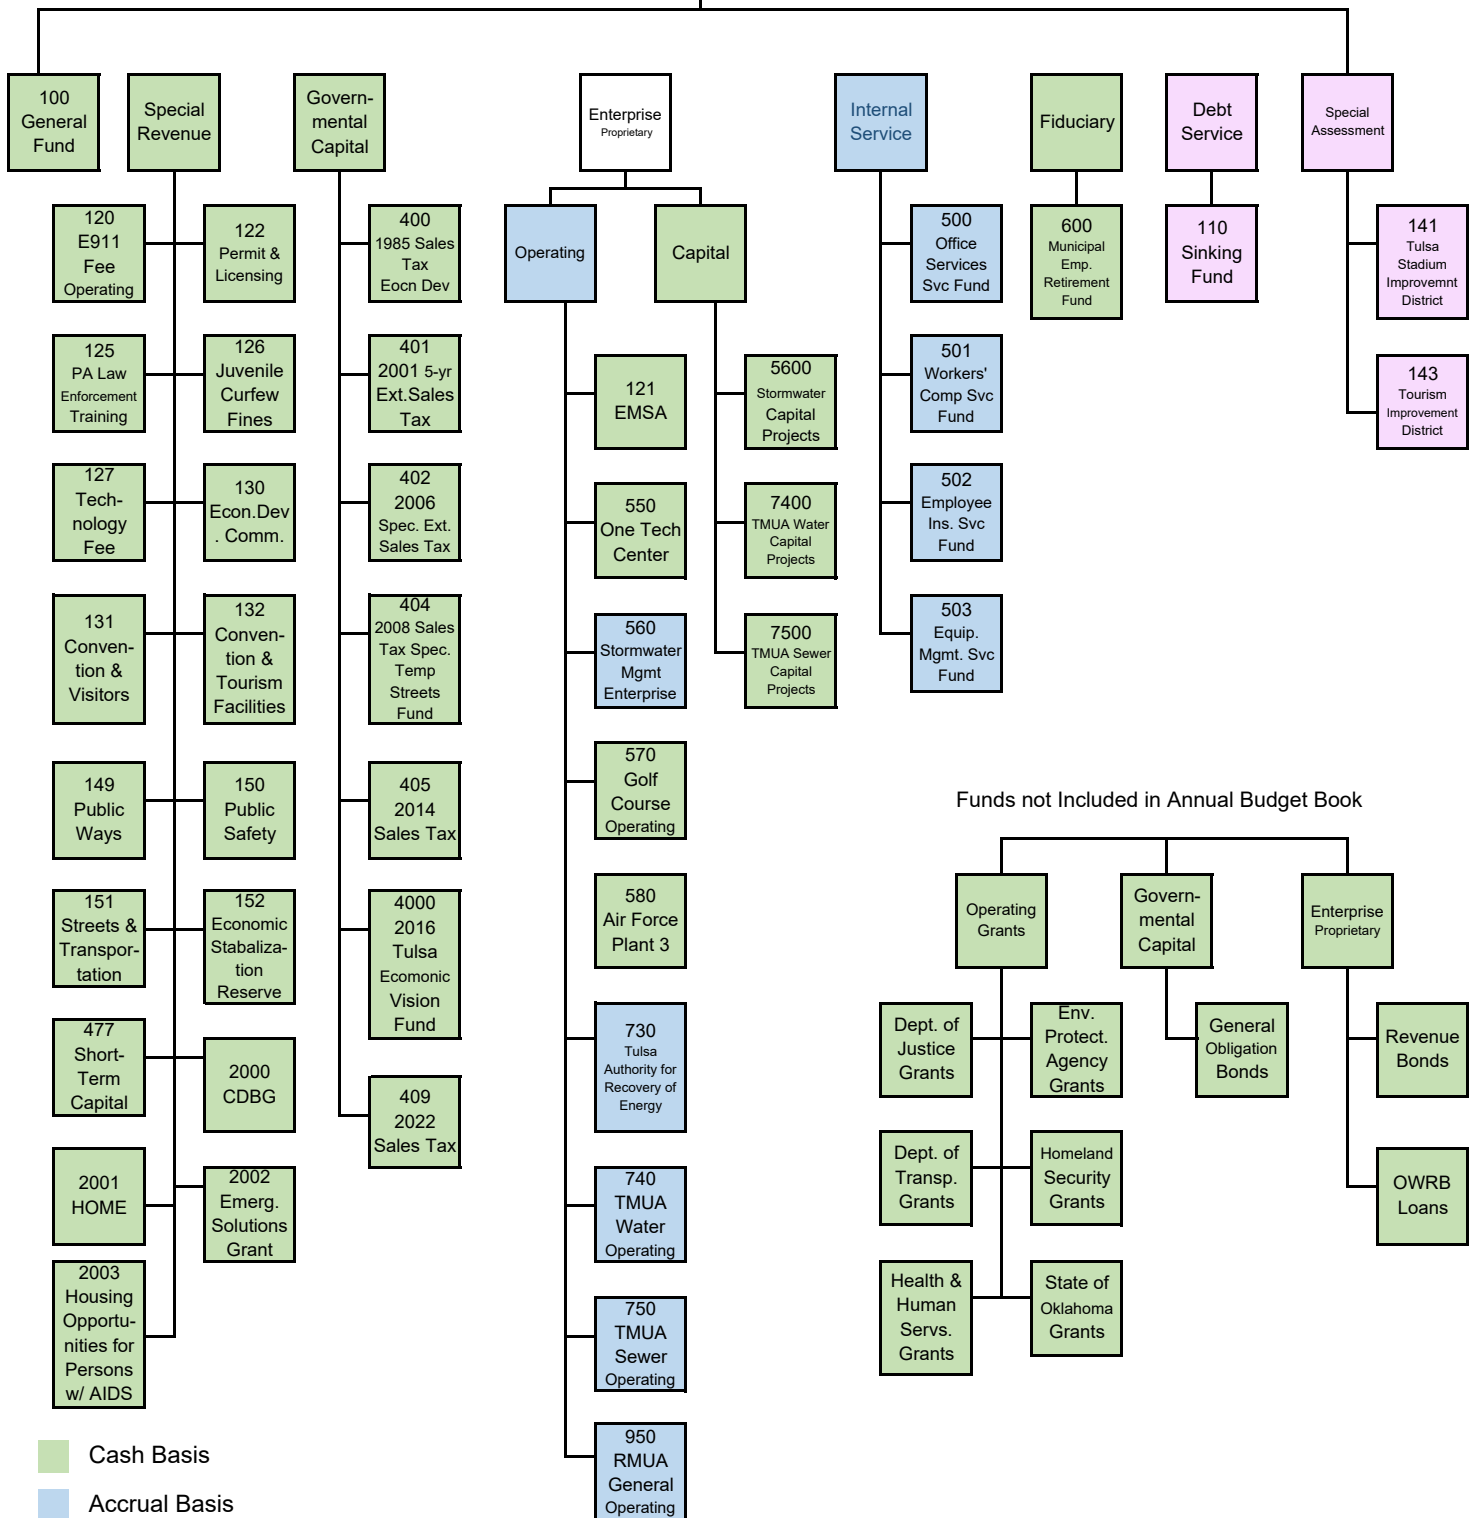 100
General
Fund
Special
Revenue
Govern-
mental
Capital
Enterprise
Proprietary
Internal
Service
Fiduciary
Debt
Service
Special
Assessment
120
E911
Fee
Operating
122
Permit &
Licensing
125
PA Law
Enforcement
Training
126
Juvenile
Curfew
Fines
127
Tech-
nology
Fee
130
Econ.Dev
. Comm.
131
Conven-
tion &
Visitors
132
Conven-
tion &
Tourism
Facilities
149
Public
Ways
150
Public
Safety
151
Streets &
Transpor-
tation
152
Economic
Stabaliza-
tion
Reserve
477
Short-
Term
Capital
2000
CDBG
2001
HOME
2002
Emerg.
Solutions
Grant
2003
Housing
Opportu-
nities for
Persons
w/ AIDS
400
1985 Sales
Tax
Eocn Dev
401
2001 5-yr
Ext.Sales
Tax
402
2006
Spec. Ext.
Sales Tax
404
2008 Sales
Tax Spec.
Temp
Streets
Fund
405
2014
Sales Tax
4000
2016
Tulsa
Ecomonic
Vision
Fund
409
2022
Sales Tax
Operating
121
EMSA
550
One Tech
Center
560
Stormwater
Mgmt
Enterprise
570
Golf
Course
Operating
580
Air Force
Plant 3
730
Tulsa
Authority for
Recovery of
Energy
740
TMUA
Water
Operating
750
TMUA
Sewer
Operating
950
RMUA
General
Operating
Capital
5600
Stormwater
Capital
Projects
7400
TMUA Water
Capital
Projects
7500
TMUA Sewer
Capital
Projects
500
Office
Services
Svc Fund
501
Workers'
Comp Svc
Fund
502
Employee
Ins. Svc
Fund
503
Equip.
Mgmt. Svc
Fund
600
Municipal
Emp.
Retirement
Fund
110
Sinking
Fund
141
Tulsa
Stadium
Improvemnt
District
143
Tourism
Improvement
District
Funds not Included in Annual Budget Book
Operating
Grants
Govern-
mental
Capital
Enterprise
Proprietary
Dept. of
Justice
Grants
Env.
Protect.
Agency
Grants
Dept. of
Transp.
Grants
Homeland
Security
Grants
Health &
Human
Servs.
Grants
State of
Oklahoma
Grants
General
Obligation
Bonds
Revenue
Bonds
OWRB
Loans
Cash Basis
Accrual Basis